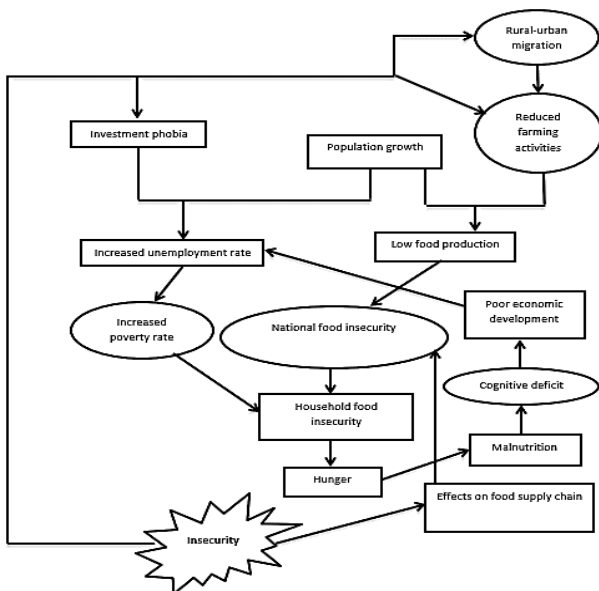 Rural-urban
migration
Investment phobia
Population growth
Reduced
farming
activities
Increased unemployment rate
Low food production
Increased
poverty rate
National food insecurity
Poor economic
development
Cognitive deficit
Household food
insecurity
Malnutrition
Hunger
Effects on food supply chain
Insecurity